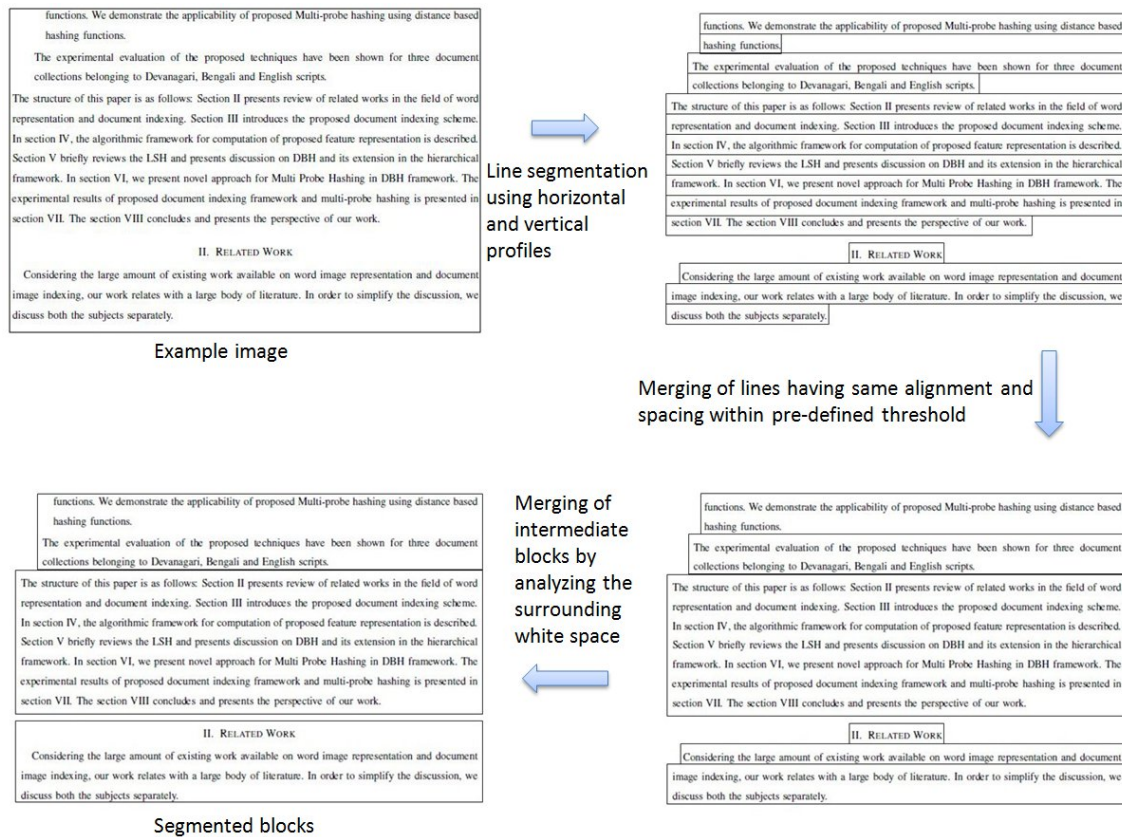 functions. We demonstrate the applicability of proposed Multi-probe hashing using distance based
hashing functions.
The experimental evaluation of the proposed techniques have been shown for three document
collections belonging to Devanagari, Bengali and English scripts.
The structure of this paper is as follows: Section II presents review of related works in the field of word
representation and document indexing. Section III introduces the proposed document indexing scheme.
In section IV, the algorithmic framework for computation of proposed feature representation is described.
Section V briefly reviews the LSH and presents discussion on DBH and its extension in the hierarchical
framework. In section VI, we present novel approach for Multi Probe Hashing in DBH framework. The
experimental results of proposed document indexing framework and multi-probe hashing is presented in
section VII. The section VIII concludes and presents the perspective of our work.
II. RELATED WORK
Considering the large amount of existing work available on word image representation and document
image indexing, our work relates with a large body of literature. In order to simplify the discussion, we
discuss both the subjects separately.
Example image
Line segmentation
using horizontal
and vertical
profiles
functions. We demonstrate the applicability of proposed Multi-probe hashing using distance based
hashing functions.
The experimental evaluation of the proposed techniques have been shown for three document
collections belonging to Devanagari, Bengali and English scripts.
The structure of this paper is as follows: Section II presents review of related works in the field of word
representation and document indexing. Section III introduces the proposed document indexing scheme.
In section IV, the algorithmic framework for computation of proposed feature representation is described.
Section V briefly reviews the LSH and presents discussion on DBH and its extension in the hierarchical
framework. In section VI, we present novel approach for Multi Probe Hashing in DBH framework. The
experimental results of proposed document indexing framework and multi-probe hashing is presented in
section VII. The section VIII concludes and presents the perspective of our work.
II. RELATED WORK
Considering the large amount of existing work available on word image representation and document
image indexing, our work relates with a large body of literature. In order to simplify the discussion, we
discuss both the subjects separately.
Merging of lines having same alignment and
spacing within pre-defined threshold
functions. We demonstrate the applicability of proposed Multi-probe hashing using distance based
hashing functions.
The experimental evaluation of the proposed techniques have been shown for three document
collections belonging to Devanagari, Bengali and English scripts.
The structure of this paper is as follows: Section II presents review of related works in the field of word
representation and document indexing. Section III introduces the proposed document indexing scheme.
In section IV, the algorithmic framework for computation of proposed feature representation is described.
Section V briefly reviews the LSH and presents discussion on DBH and its extension in the hierarchical
framework. In section VI, we present novel approach for Multi Probe Hashing in DBH framework. The
experimental results of proposed document indexing framework and multi-probe hashing is presented in
section VII. The section VIII concludes and presents the perspective of our work.
II. RELATED WORK
Considering the large amount of existing work available on word image representation and document
image indexing, our work relates with a large body of literature. In order to simplify the discussion, we
discuss both the subjects separately.
Merging of
intermediate
blocks by
analyzing the
surrounding
white space
functions. We demonstrate the applicability of proposed Multi-probe hashing using distance based
hashing functions.
The experimental evaluation of the proposed techniques have been shown for three document
collections belonging to Devanagari, Bengali and English scripts.
The structure of this paper is as follows: Section II presents review of related works in the field of word
representation and document indexing. Section III introduces the proposed document indexing scheme.
In section IV, the algorithmic framework for computation of proposed feature representation is described.
Section V briefly reviews the LSH and presents discussion on DBH and its extension in the hierarchical
framework. In section VI, we present novel approach for Multi Probe Hashing in DBH framework. The
experimental results of proposed document indexing framework and multi-probe hashing is presented in
section VII. The section VIII concludes and presents the perspective of our work.
II. RELATED WORK
Considering the large amount of existing work available on word image representation and document
image indexing, our work relates with a large body of literature. In order to simplify the discussion, we
discuss both the subjects separately.
Segmented blocks